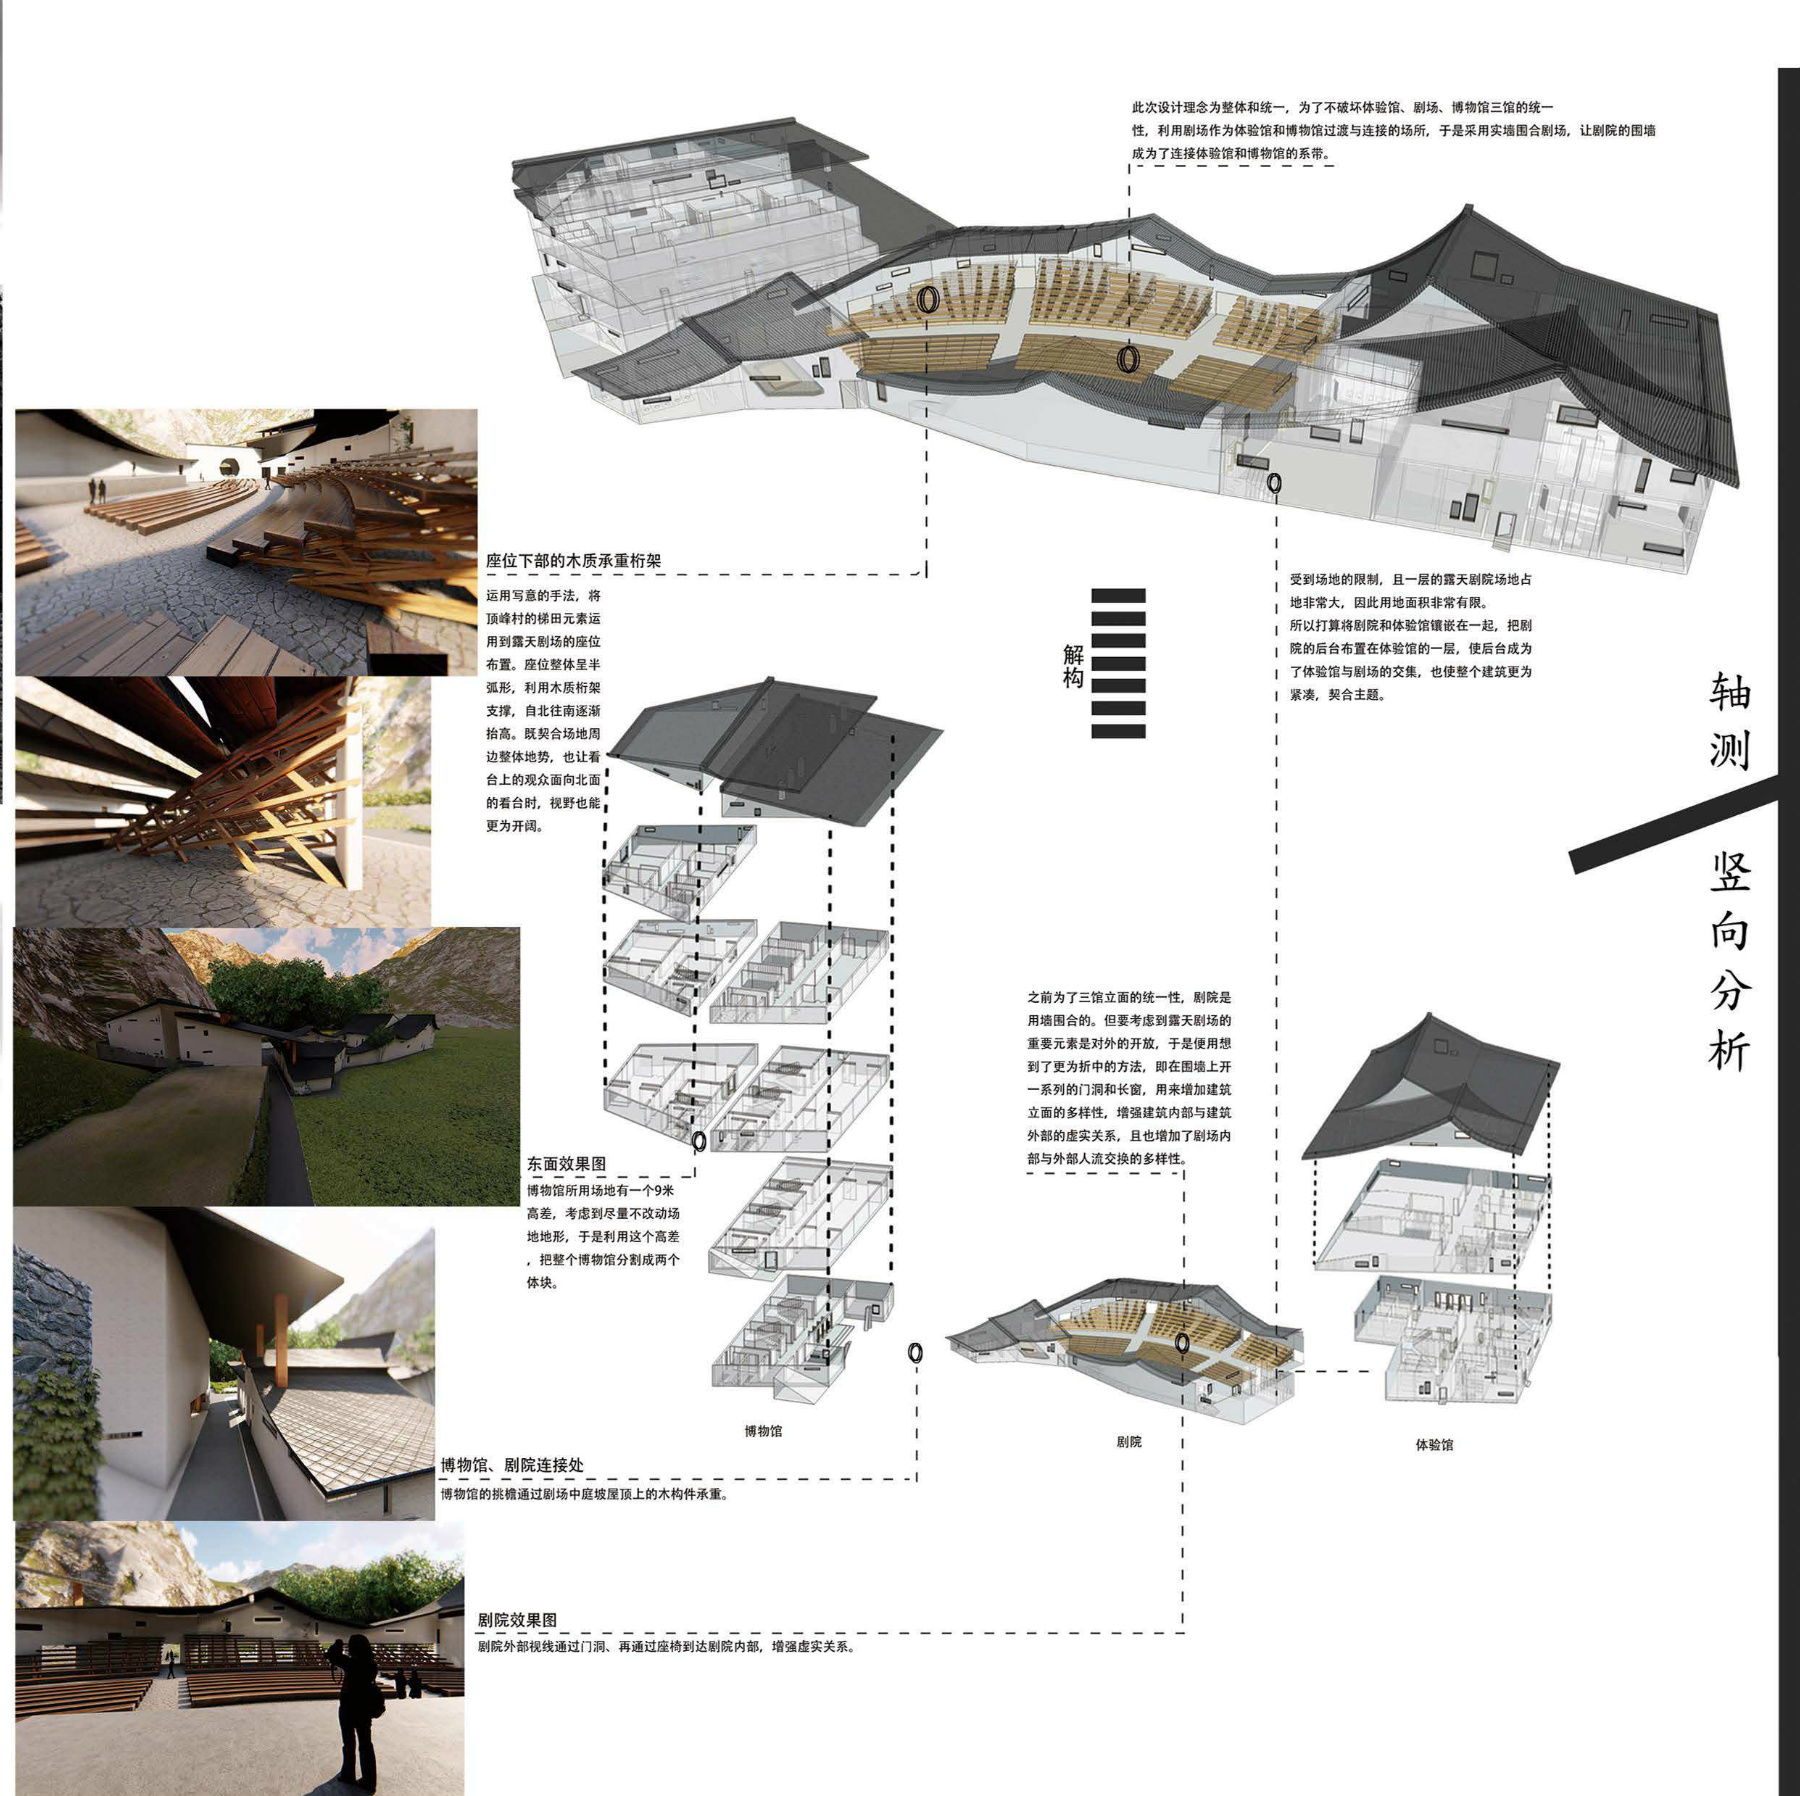 此次设计理念为整体和统一，为了不破坏体验馆、剧场、博物馆三馆的统一
性，利用剧场作为体验馆和博物馆过渡与连接的场所，于是采用实墙围合剧场，让剧院的围墙
成为了连接体验馆和博物馆的系带。
座位下部的木质承重桁架
运用写意的手法，将
顶峰村的梯田元素运
用到露天剧场的座位
布置。座位整体呈半
弧形，利用木质桁架
支撑，自北往南逐渐
抬高。既契合场地周
边整体地势，也让看
台上的观众面向北面
的看台时，视野也能
更为开阔。
解构
受到场地的限制，且一层的露天剧院场地占
地非常大，因此用地面积非常有限。
所以打算将剧院和体验馆镶嵌在一起，把剧
院的后台布置在体验馆的一层，使后台成为
了体验馆与剧场的交集，也使整个建筑更为
紧凑，契合主题。
轴测
竖向分析
之前为了三馆立面的统一性，剧院是
用墙围合的。但要考虑到露天剧场的
重要元素是对外的开放，于是便用想
到了更为折中的方法，即在围墙上开
一系列的门洞和长窗，用来增加建筑
立面的多样性，增强建筑内部与建筑
外部的虚实关系，且也增加了剧场内
部与外部人流交换的多样性。
东面效果图
博物馆所用场地有一个9米
高差，考虑到尽量不改动场
地地形，于是利用这个高差
，把整个博物馆分割成两个
体块。
博物馆
剧院
体验馆
博物馆、剧院连接处
博物馆的挑檐通过剧场中庭坡屋顶上的木构件承重。
剧院效果图
剧院外部视线通过门洞、再通过座椅到达剧院内部，增强虚实关系。